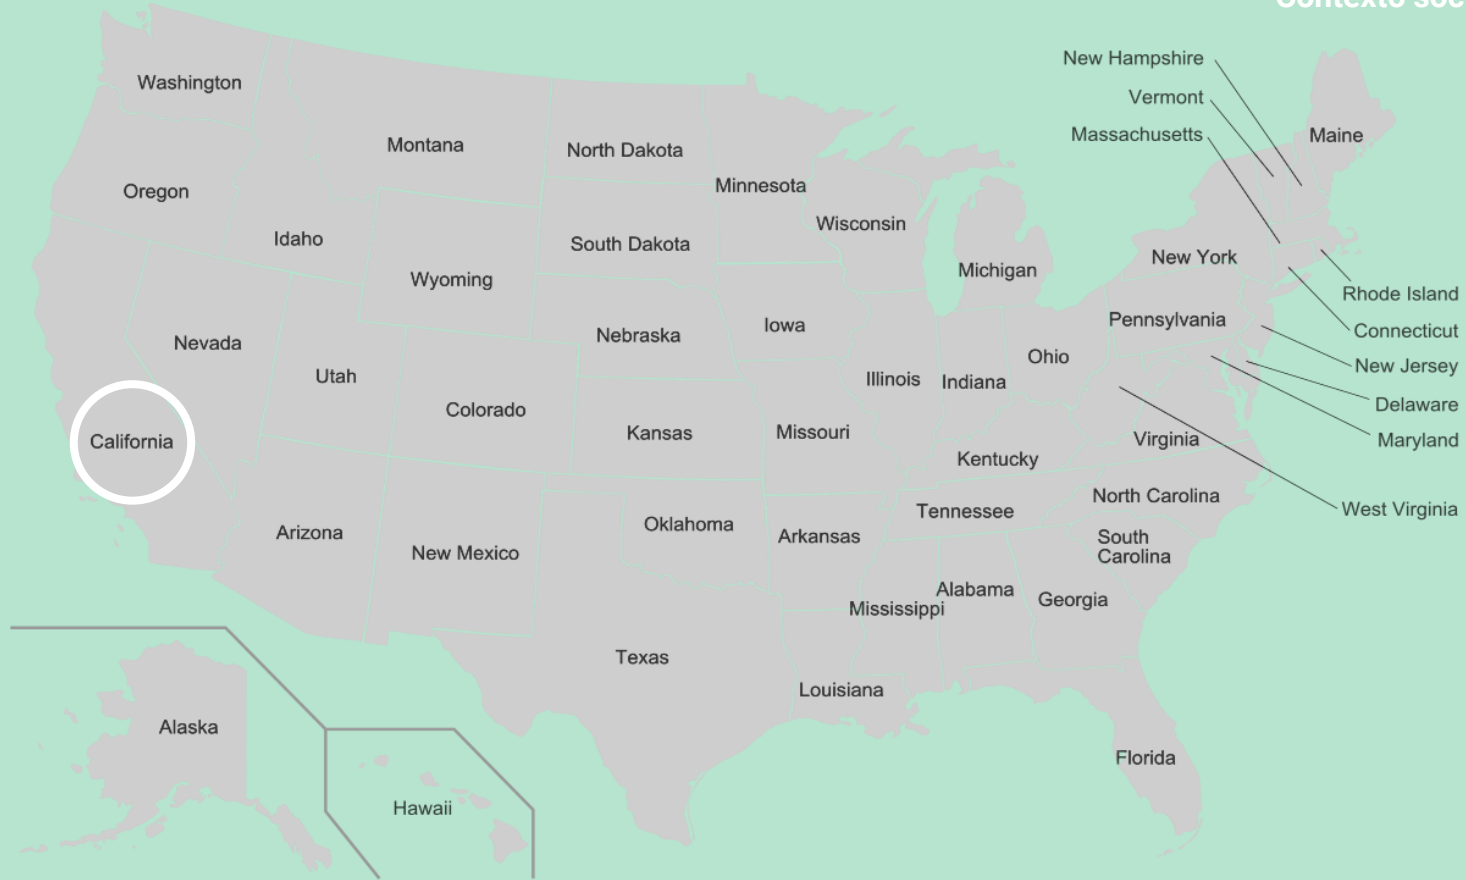 Contexto soc
New Hampshire
Washington
Vermont
Massachusetts
Maine
Montana
North Dakota
Minnesota
Oregon
Wisconsin
Idaho
South Dakota
New York
Michigan
Wyoming
Rhode Island
Pennsylvania
Iowa
Connecticut
Nebraska
Nevada
Ohio
New Jersey
Utah
Illinois
Indiana
Delaware
Colorado
Kansas
Missouri
Virginia
Maryland
California
Kentucky
North Carolina
West Virginia
Tennessee
Oklahoma
Arizona
Arkansas
South
Carolina
New Mexico
Alabama
Georgia
Mississippi
Texas
Louisiana
Alaska
Florida
Hawaii